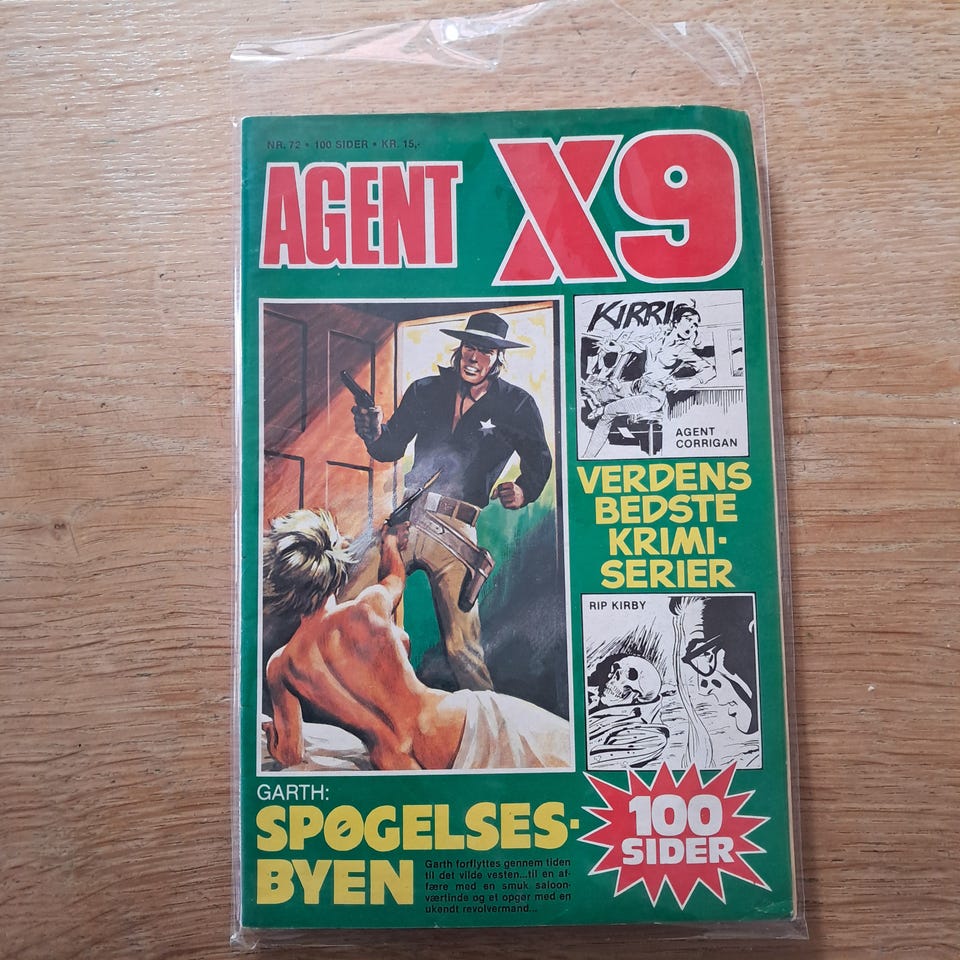 NR. 72 • 100 SIDER • KR. 15,-
AGENT X9
KIRRI
AGENT
CORRIGAN
VERDENS
BEDSTE
KRIMI-
SERIER
RIP KIRBY
GARTH:
SPØGELSES-
BYEN
Garth forflyttes gennem tiden
til det vilde vesten...til en af-
fære med en smuk saloon-
værtinde og et opgør med en
ukendt revolvermand...
100
SIDER